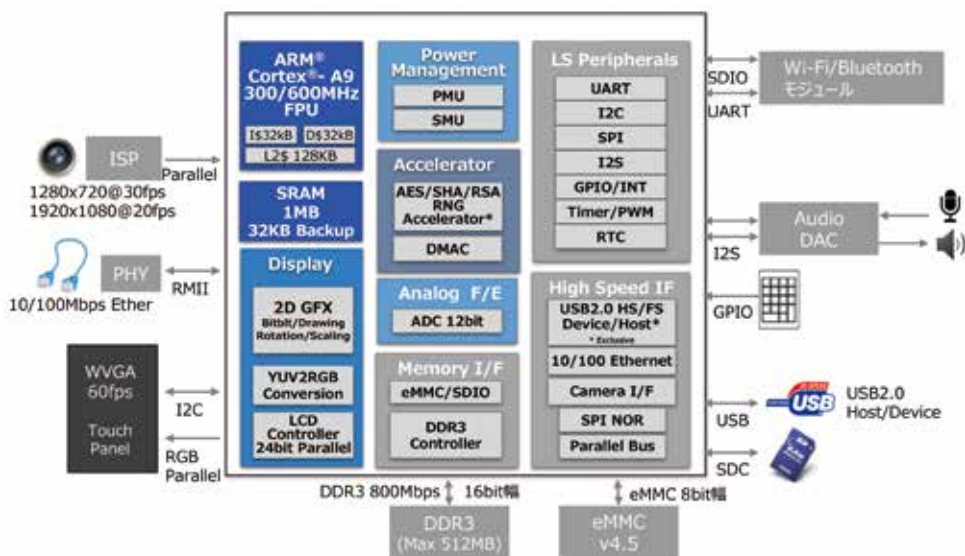 ARM® Cortex®- A9
300/600MHz
FPU
I$32kB D$32kB
L2$ 128KB
SRAM
1MB
32KB Backup
Display
2D GFX
Bitblt/Drawing
Rotation/Scaling
YUV2RGB
Conversion
LCD
Controller
24bit Parallel
Power
Management
PMU
SMU
Accelerator
AES/SHA/RSA
RNG
Accelerator*
DMAC
Analog F/E
ADC 12bit
Memory I/F
eMMC/SDIO
DDR3
Controller
LS Peripherals
UART
I2C
SPI
I2S
GPIO/INT
Timer/PWM
RTC
High Speed IF
USB2.0 HS/FS
Device/Host*
* Exclusive
10/100 Ethernet
Camera I/F
SPI NOR
Parallel Bus
ISP
Parallel
1280x720@30fps
1920x1080@20fps
PHY
RMII
10/100Mbps Ether
WVGA
60fps
Touch
Panel
I2C
RGB
Parallel
SDIO
UART
Wi-Fi/Bluetooth
モジュール
Audio
DAC
I2S
GPIO
USB
USB
USB2.0
Host/Device
SDC
DDR3 800Mbps 16bit幅
DDR3
(Max 512MB)
eMMC 8bit幅
eMMC
v4.5